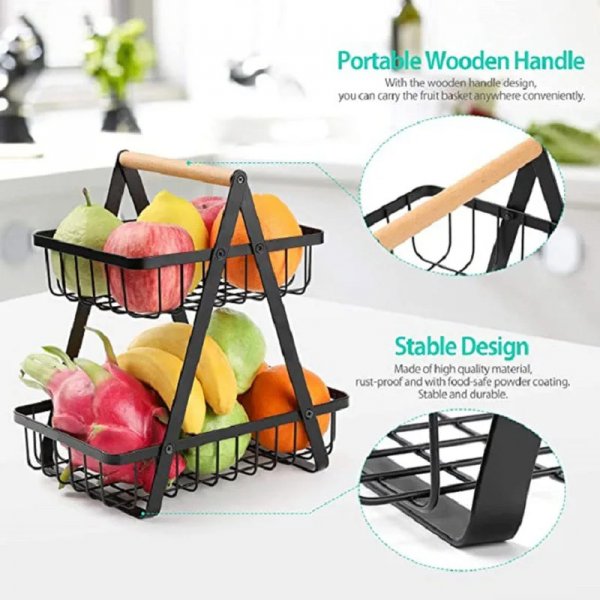 Portable Wooden Handle
With the wooden handle design,
you can carry the fruit basket anywhere conveniently.
Stable Design
Made of high quality material,
rust-proof and with food-safe powder coating.
Stable and durable.